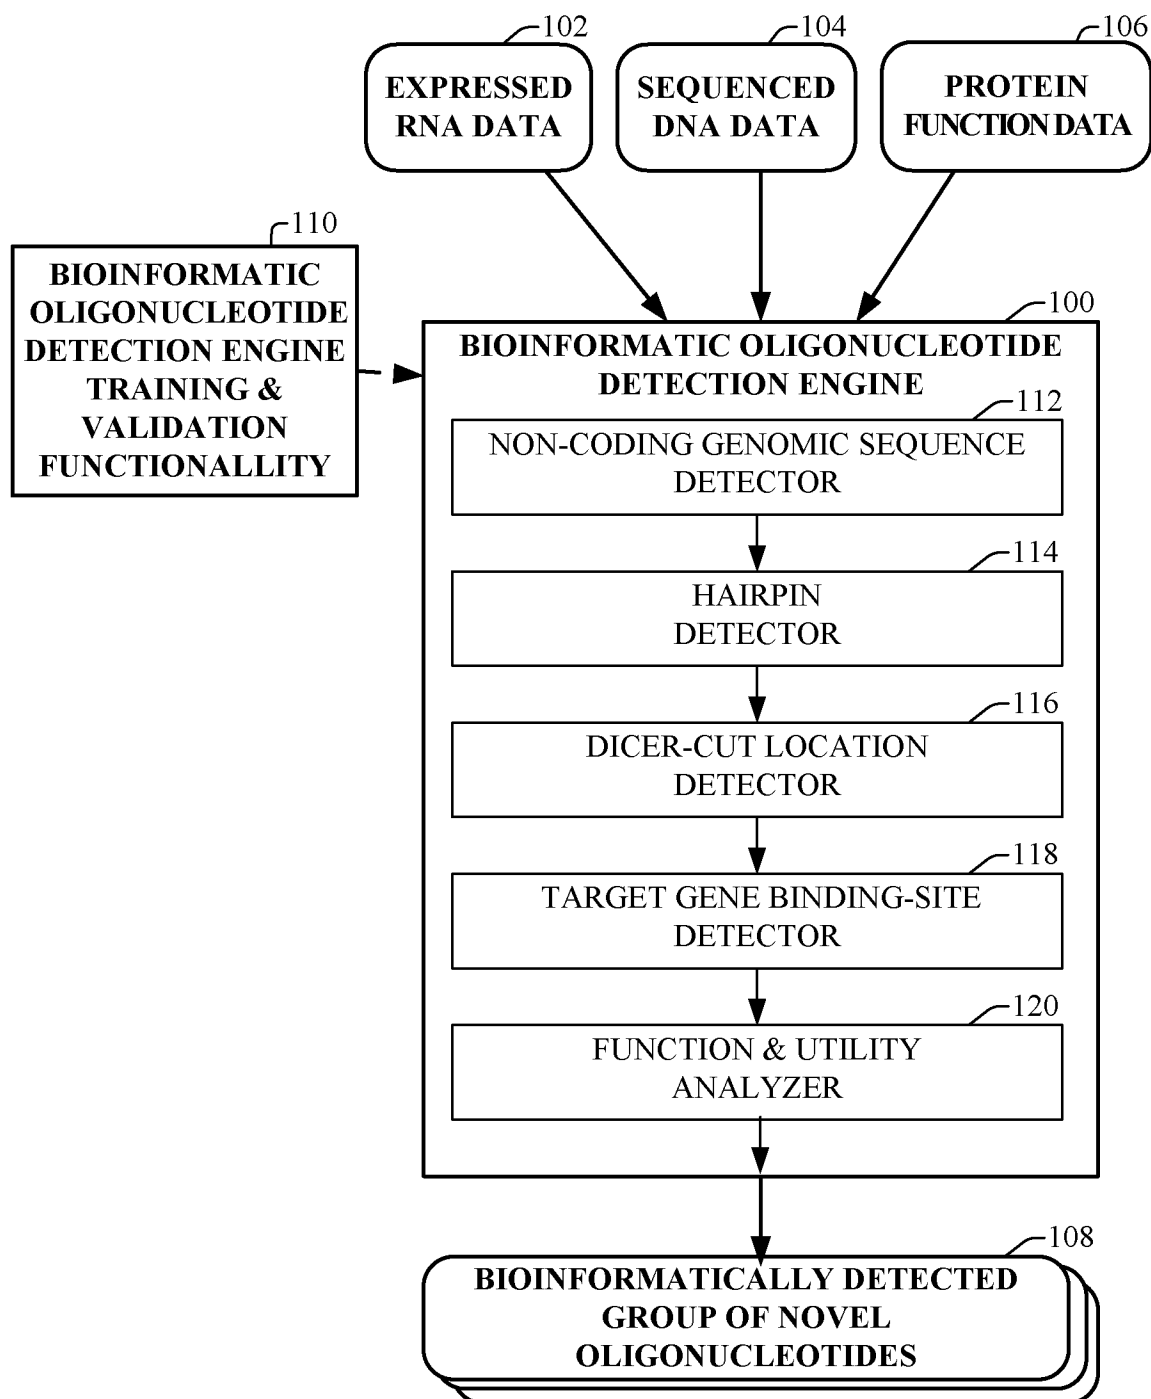 102
104
106
EXPRESSED
RNA DATA
SEQUENCED
DNA DATA
PROTEIN
FUNCTION DATA
110
BIOINFORMATIC
OLIGONUCLEOTIDE
DETECTION ENGINE
TRAINING &
VALIDATION
FUNCTIONALLITY
100
BIOINFORMATIC OLIGONUCLEOTIDE
DETECTION ENGINE
112
NON-CODING GENOMIC SEQUENCE
DETECTOR
114
HAIRPIN
DETECTOR
116
DICER-CUT LOCATION
DETECTOR
118
TARGET GENE BINDING-SITE
DETECTOR
120
FUNCTION & UTILITY
ANALYZER
108
BIOINFORMATICALLY DETECTED
GROUP OF NOVEL
OLIGONUCLEOTIDES